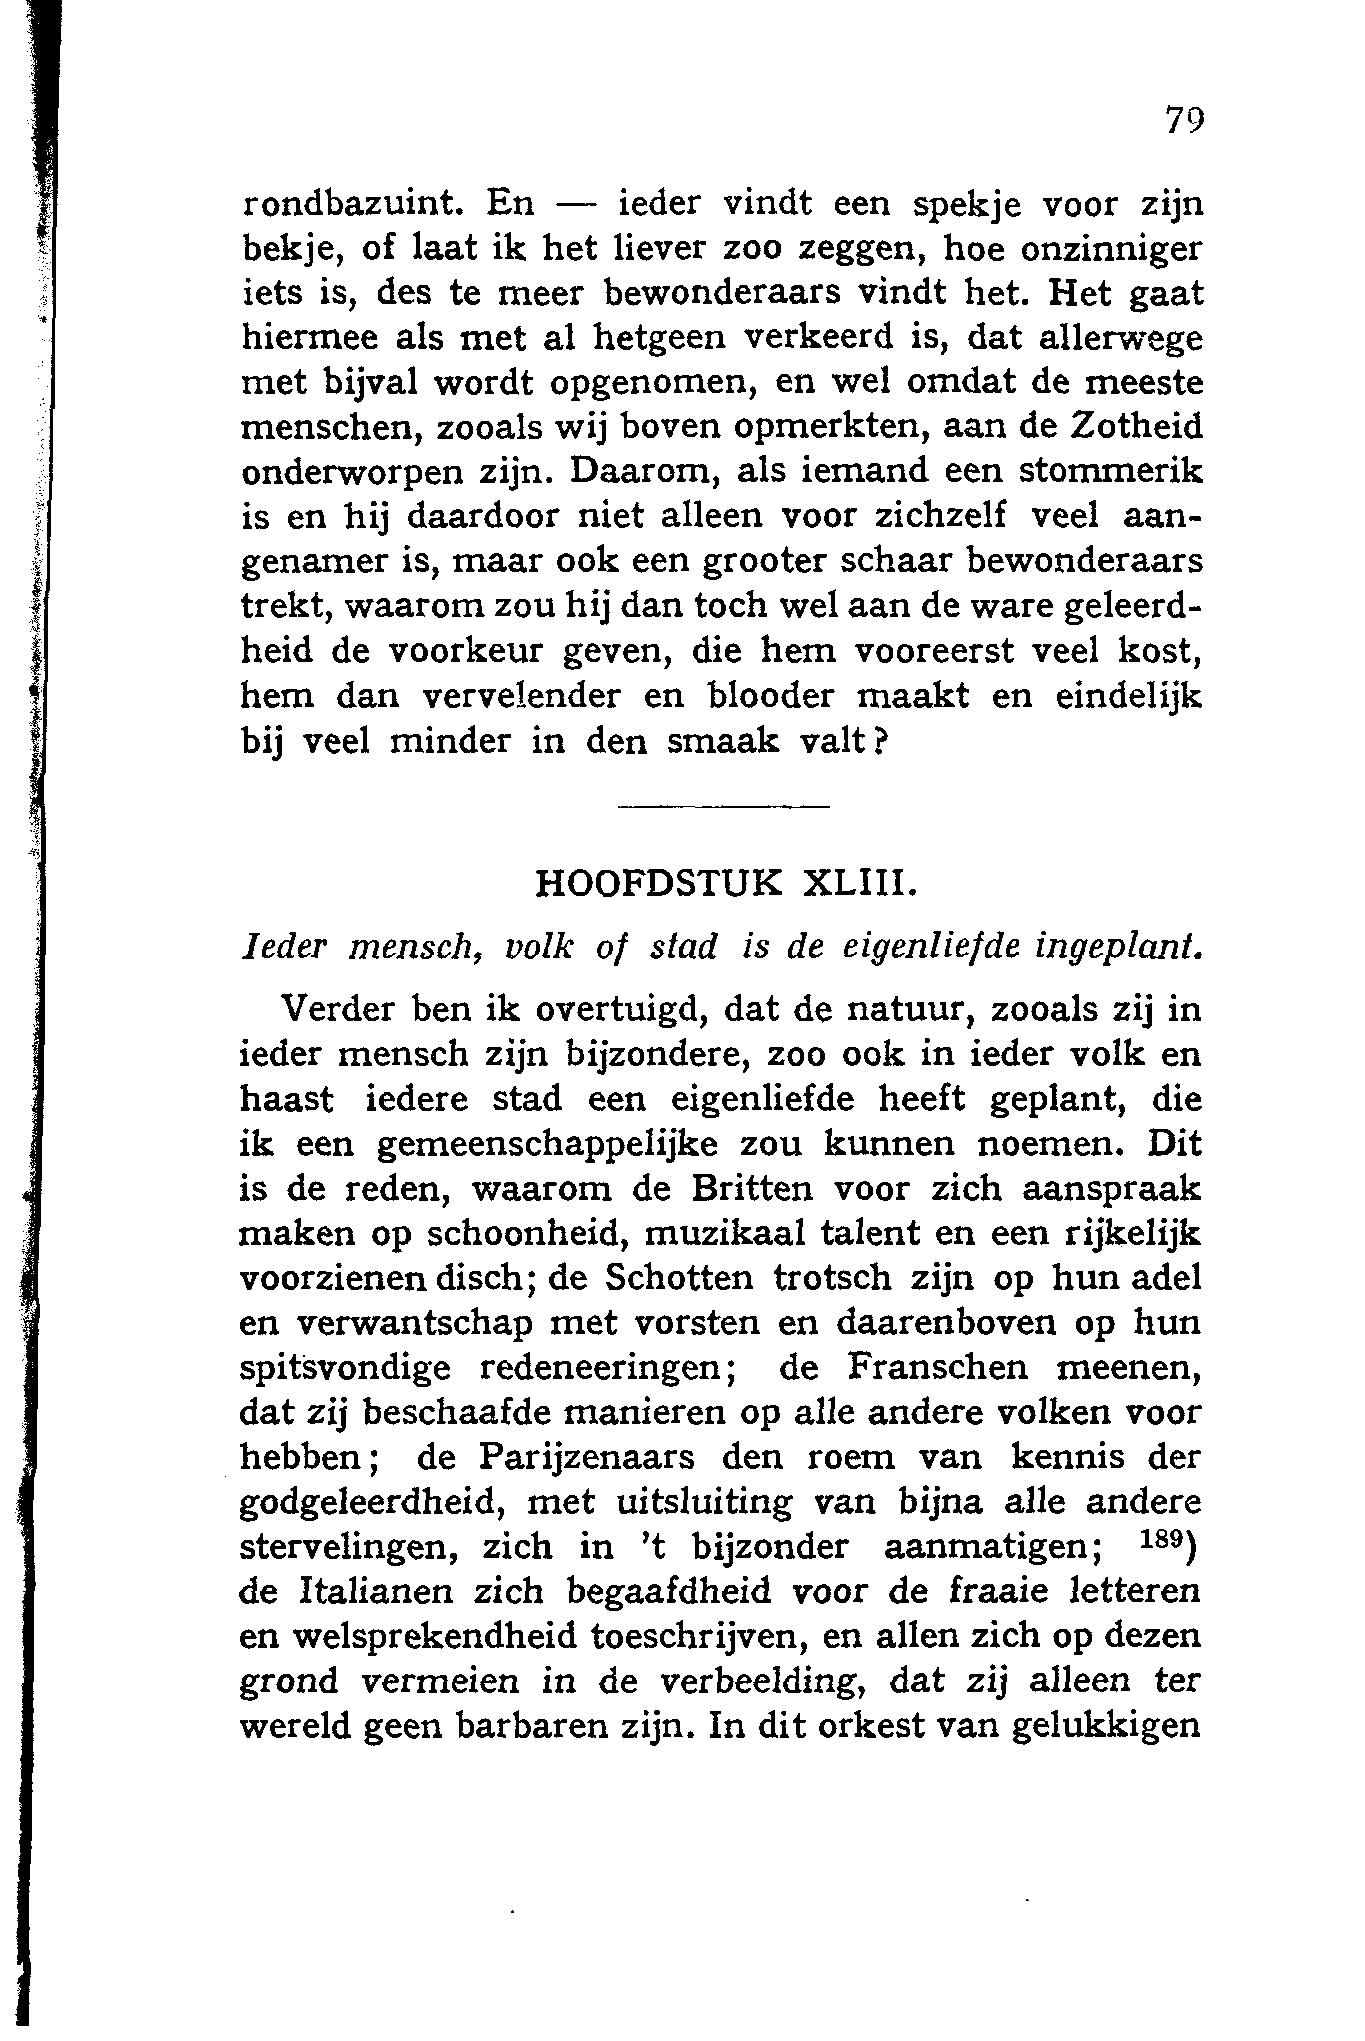 79
rondbazuint. En — ieder vindt een spekje voor zijn
bekje, of laat ik het liever zoo zeggen, hoe onzinniger
iets is, des te meer bewonderaars vindt het. Het gaat
hiermee als met al hetgeen verkeerd is, dat allerwege
met bijval wordt opgenomen, en wel omdat de meeste
menschen, zooals wij boven opmerkten, aan de Zotheid
onderworpen zijn. Daarom, als iemand een stommerik
is en hij daardoor niet alleen voor zichzelf veel aan-
genamer is, maar ook een grooter schaar bewonderaars
trekt, waarom zou hij dan toch wel aan de ware geleerd-
heid de voorkeur geven, die hem vooreerst veel kost,
hem dan vervelender en blooder maakt en eindelijk
bij veel minder in den smaak valt?
HOOFDSTUK XLIII.
Ieder mensch, volk of stad is de eigenliefde ingeplant.
Verder ben ik overtuigd, dat de natuur, zooals zij in
ieder mensch zijn bijzondere, zoo ook in ieder volk en
haast iedere stad een eigenliefde heeft geplant, die
ik een gemeenschappelijke zou kunnen noemen. Dit
is de reden, waarom de Britten voor zich aanspraak
maken op schoonheid, muzikaal talent en een rijkelijk
voorzienen disch; de Schotten trotsch zijn op hun adel
en verwantschap met vorsten en daarenboven op hun
spitsvondige redeneeringen; de Franschen meenen,
dat zij beschaafde manieren op alle andere volken voor
hebben; de Parijzenaars den roem van kennis der
godgeleerdheid, met uitsluiting van bijna alle andere
stervelingen, zich in 't bijzonder aanmatigen; 189)
de Italianen zich begaafdheid voor de fraaie letteren
en welsprekendheid toeschrijven, en allen zich op dezen
grond vermeien in de verbeelding, dat zij alleen ter
wereld geen barbaren zijn. In dit orkest van gelukkigen